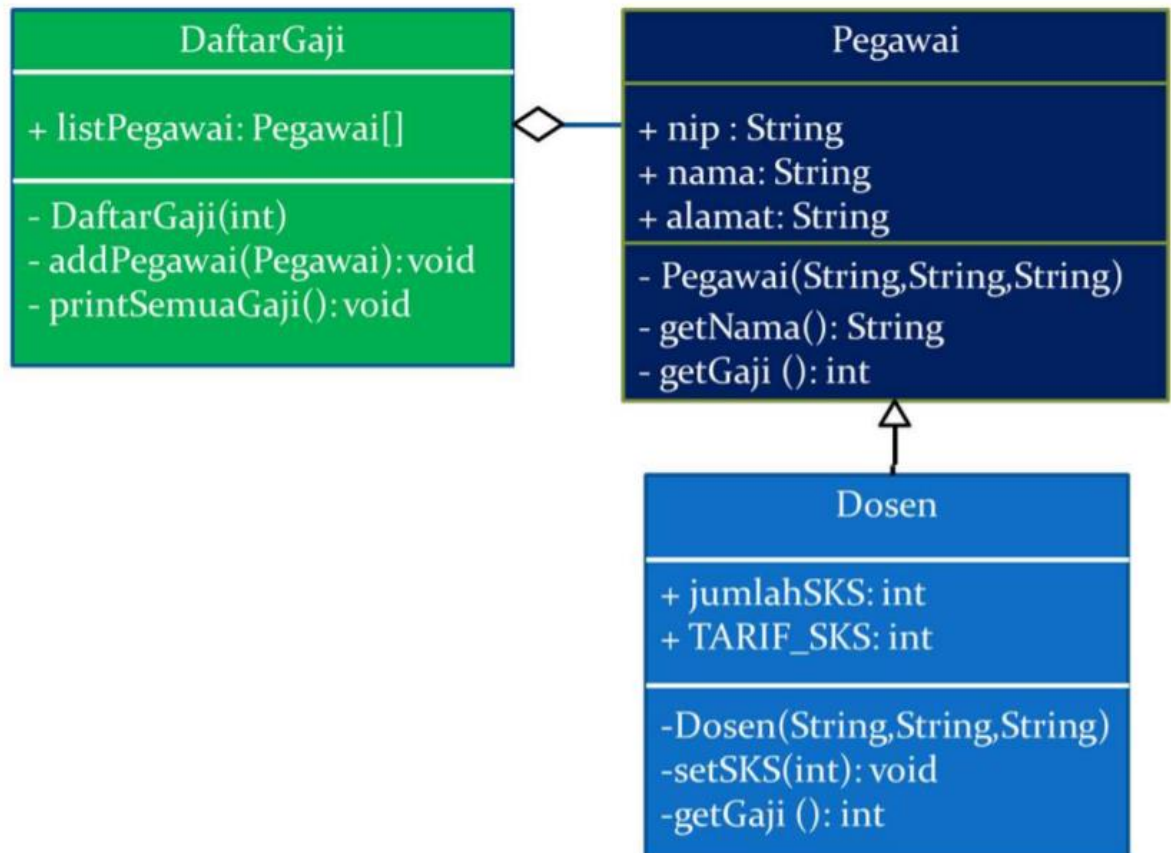 DaftarGaji
+ listPegawai: Pegawai[]
- DaftarGaji(int)
- addPegawai(Pegawai): void
- printSemuaGaji(): void
Pegawai
+ nip : String
+ nama: String
+ alamat: String
- Pegawai(String,String,String)
- getNama(): String
- getGaji (): int
Dosen
+ jumlahSKS: int
+ TARIF_SKS: int
-Dosen(String,String,String)
-setSKS(int): void
-getGaji (): int